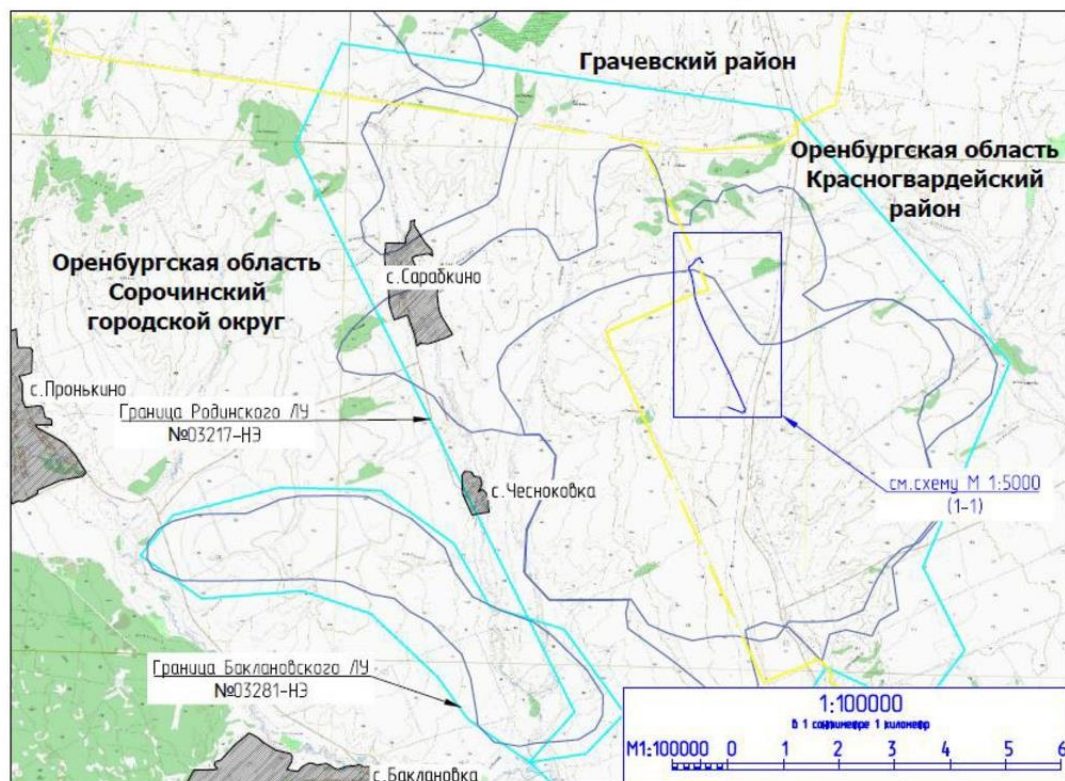 Грачевский район
Оренбургская область
Красногвардейский
район
Оренбургская область
Сорочинский
городской округ
с.Сарабкино
с.Пронькино
Граница Родинского ЛУ
№03217-НЭ
с.Чесноковка
см.схему М 1:5000
(1-1)
Граница Баклановского ЛУ
№03281-НЭ
с.Баклановка
1:100000
в 1 сантиметре 1 километр
М1:100000 0 1 2 3 4 5 6